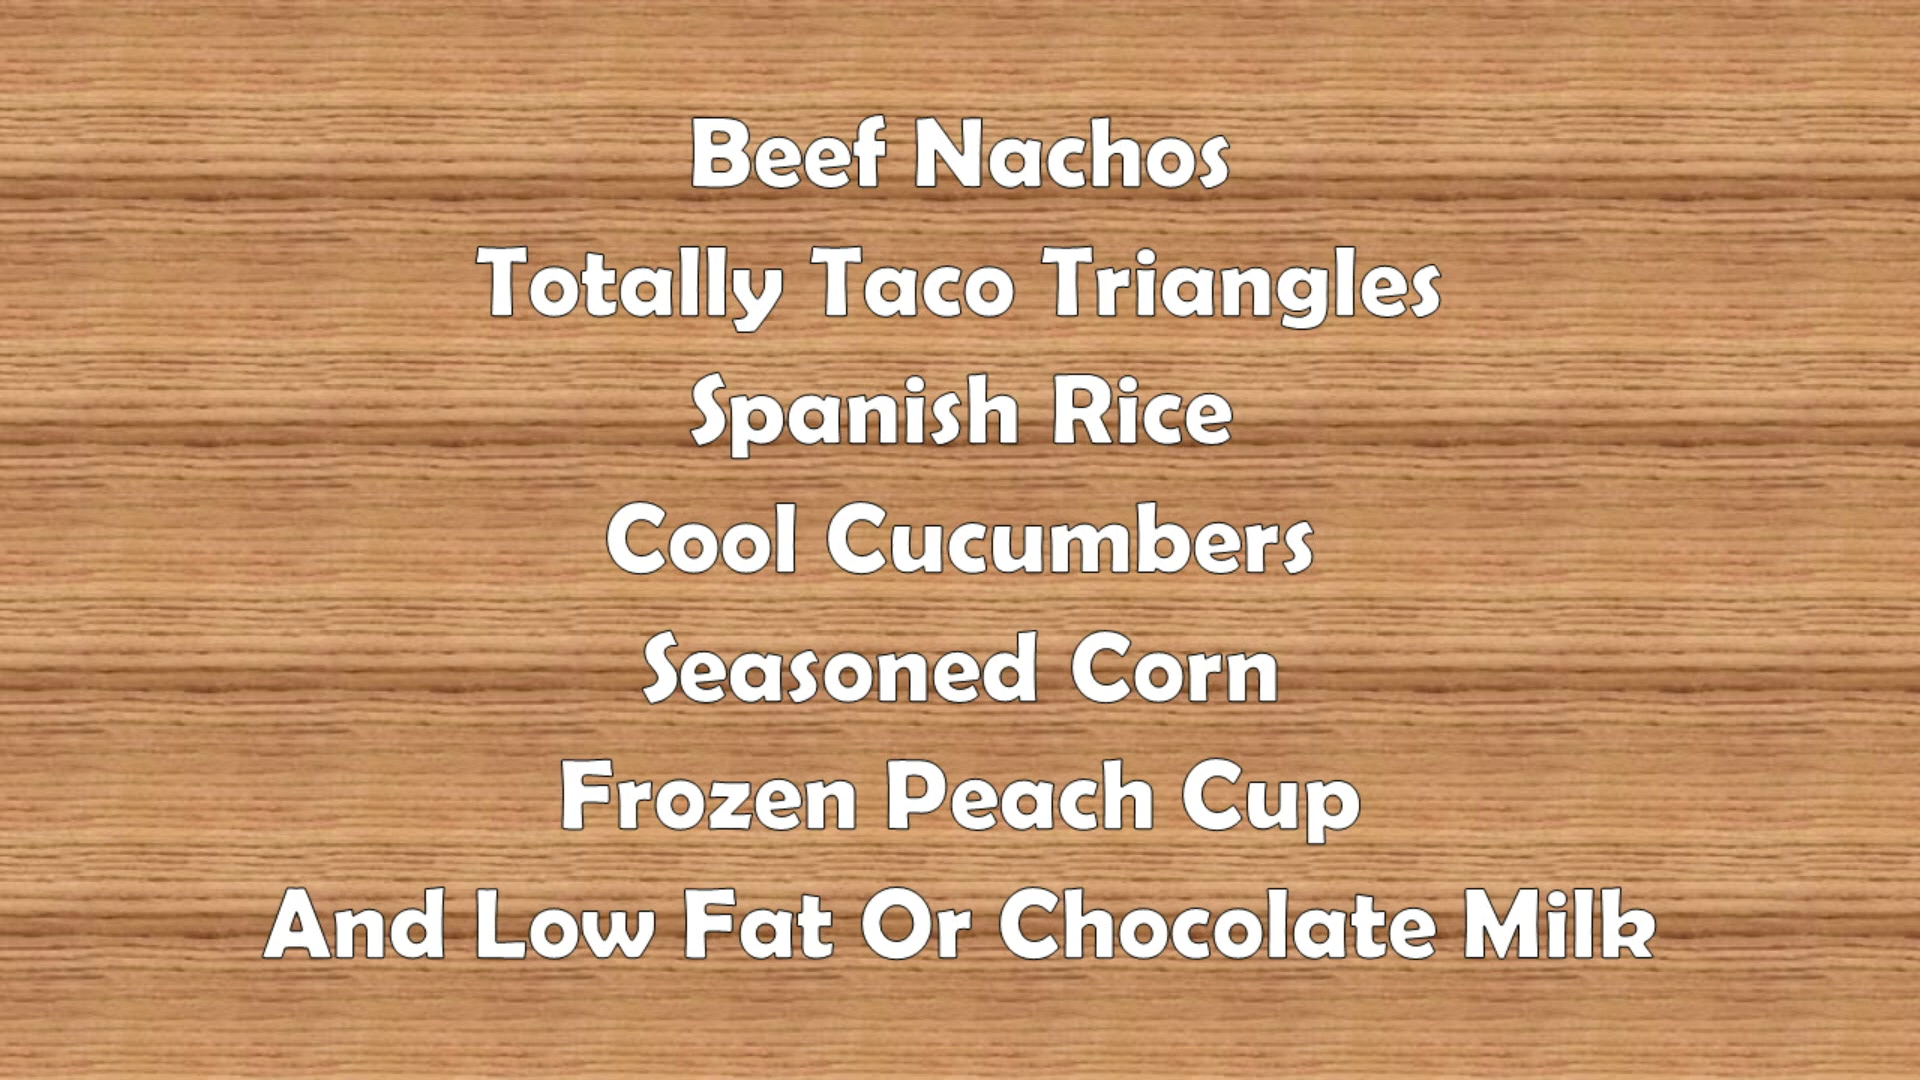 Beef Nachos
Totally Taco Triangles
Spanish Rice
Cool Cucumbers
Seasoned Corn
Frozen Peach Cup
And Low Fat Or Chocolate Milk